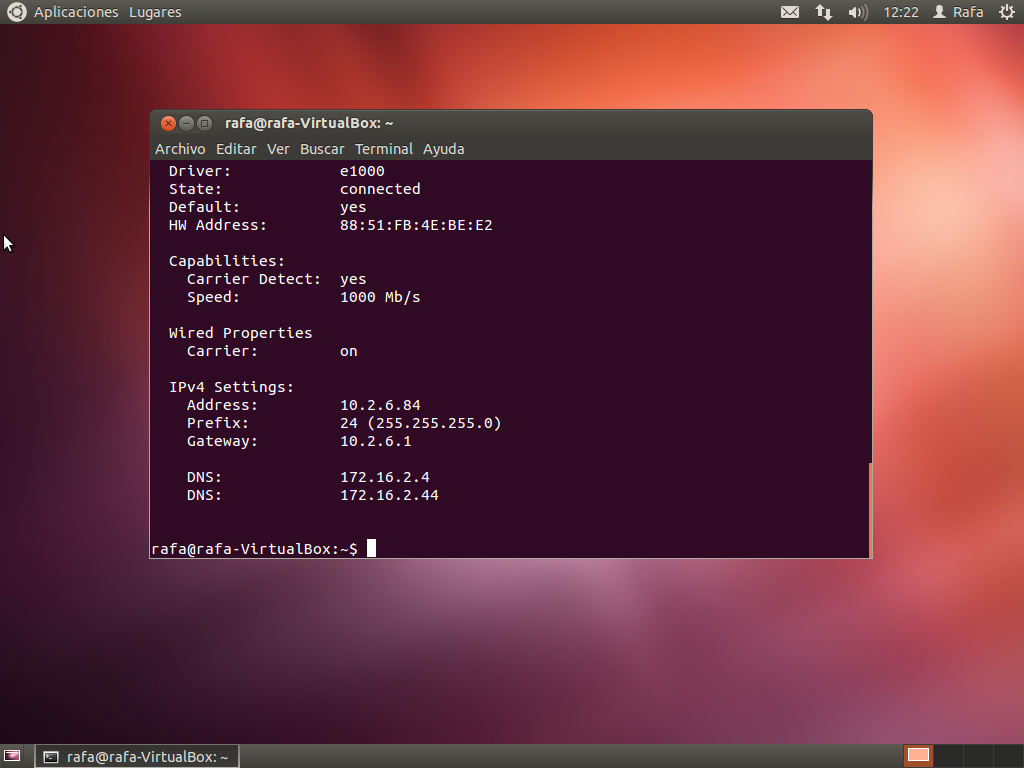 Aplicaciones Lugares 12:22 Rafa
rafa@rafa-VirtualBox: ~
Archivo Editar Ver Buscar Terminal Ayuda
Driver: e1000
State: connected
Default: yes
HW Address: 88:51:FB:4E:BE:E2
Capabilities:
Carrier Detect: yes
Speed: 1000 Mb/s
Wired Properties
Carrier: on
IPv4 Settings:
Address: 10.2.6.84
Prefix: 24 (255.255.255.0)
Gateway: 10.2.6.1
DNS: 172.16.2.4
DNS: 172.16.2.44
rafa@rafa-VirtualBox:~$
rafa@rafa-VirtualBox: ~